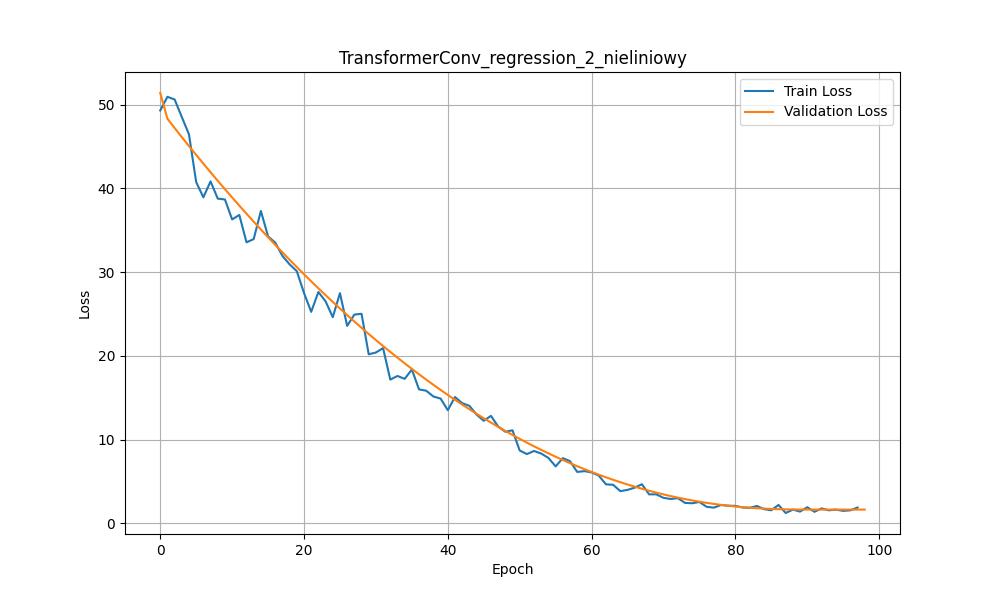 TransformerConv_regression_2_nieliniowy
Train Loss
Validation Loss
50
40
30
20
10
0
Loss
0 20 40 60 80 100
Epoch